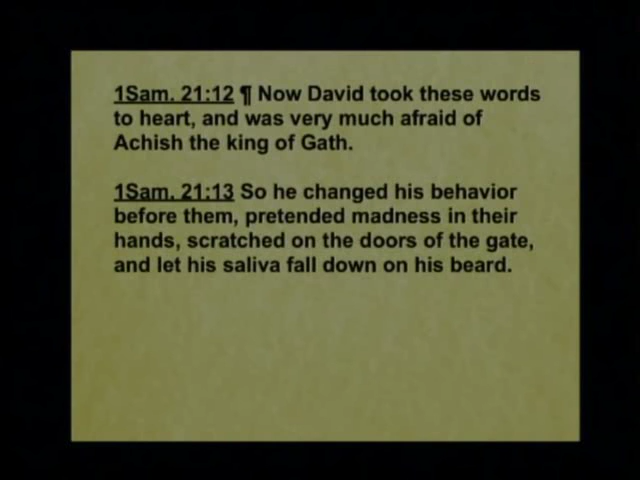 1Sam. 21:12 ¶ Now David took these words
to heart, and was very much afraid of
Achish the king of Gath.
1Sam. 21:13 So he changed his behavior
before them, pretended madness in their
hands, scratched on the doors of the gate,
and let his saliva fall down on his beard.